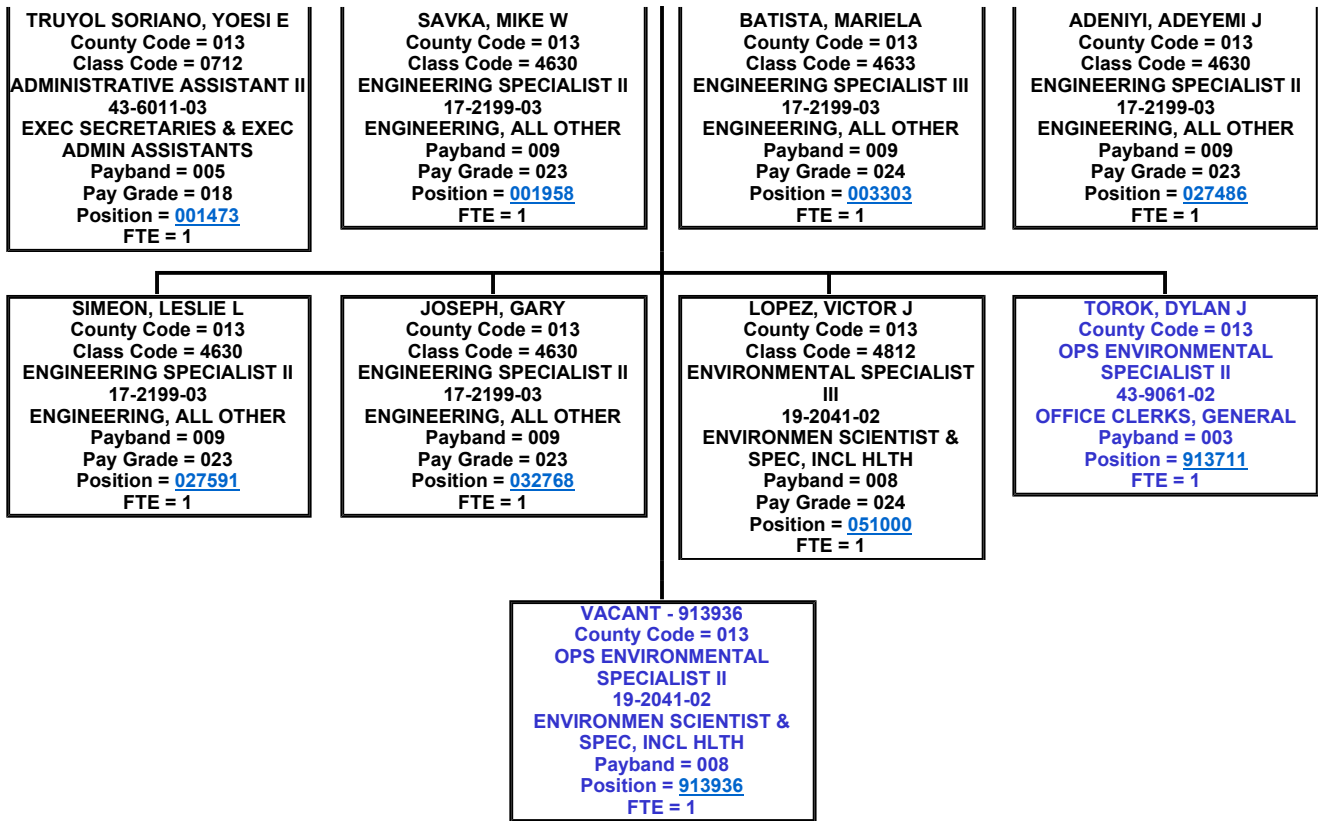 TRUYOL SORIANO, YOESI E
County Code = 013
Class Code = 0712
ADMINISTRATIVE ASSISTANT II
43-6011-03
EXEC SECRETARIES & EXEC
ADMIN ASSISTANTS
Payband = 005
Pay Grade = 018
Position = 001473
FTE = 1
SAVKA, MIKE W
County Code = 013
Class Code = 4630
ENGINEERING SPECIALIST II
17-2199-03
ENGINEERING, ALL OTHER
Payband = 009
Pay Grade = 023
Position = 001958
FTE = 1
BATISTA, MARIELA
County Code = 013
Class Code = 4633
ENGINEERING SPECIALIST III
17-2199-03
ENGINEERING, ALL OTHER
Payband = 009
Pay Grade = 024
Position = 003303
FTE = 1
ADENIYI, ADEYEMI J
County Code = 013
Class Code = 4630
ENGINEERING SPECIALIST II
17-2199-03
ENGINEERING, ALL OTHER
Payband = 009
Pay Grade = 023
Position = 027486
FTE = 1
SIMEON, LESLIE L
County Code = 013
Class Code = 4630
ENGINEERING SPECIALIST II
17-2199-03
ENGINEERING, ALL OTHER
Payband = 009
Pay Grade = 023
Position = 027591
FTE = 1
JOSEPH, GARY
County Code = 013
Class Code = 4630
ENGINEERING SPECIALIST II
17-2199-03
ENGINEERING, ALL OTHER
Payband = 009
Pay Grade = 023
Position = 032768
FTE = 1
LOPEZ, VICTOR J
County Code = 013
Class Code = 4812
ENVIRONMENTAL SPECIALIST
III
19-2041-02
ENVIRONMEN SCIENTIST &
SPEC, INCL HLTH
Payband = 008
Pay Grade = 024
Position = 051000
FTE = 1
TOROK, DYLAN J
County Code = 013
OPS ENVIRONMENTAL
SPECIALIST II
43-9061-02
OFFICE CLERKS, GENERAL
Payband = 003
Position = 913711
FTE = 1
VACANT - 913936
County Code = 013
OPS ENVIRONMENTAL
SPECIALIST II
19-2041-02
ENVIRONMEN SCIENTIST &
SPEC, INCL HLTH
Payband = 008
Position = 913936
FTE = 1